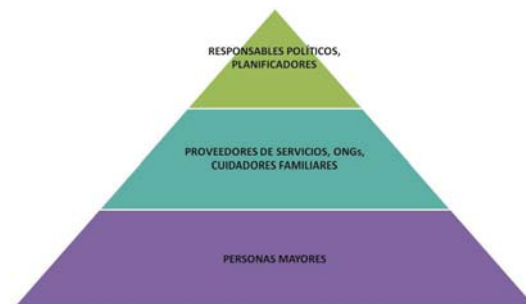 RESPONSABLES POLÍTICOS,
PLANIFICADORES
PROVEEDORES DE SERVICIOS, ONGs,
CUIDADORES FAMILIARES
PERSONAS MAYORES